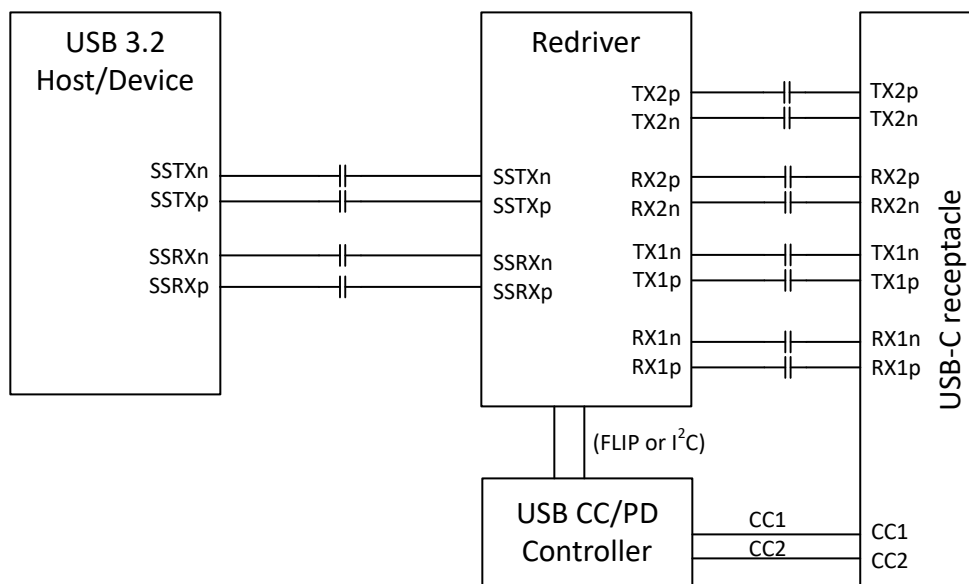 USB 3.2
Host/Device
SSTXn
SSTXp
SSRXn
SSRXp
Redriver
SSTXn
SSTXp
SSRXn
SSRXp
TX2p
TX2n
RX2p
RX2n
TX1n
TX1p
RX1n
RX1p
TX2p
TX2n
RX2p
RX2n
TX1n
TX1p
RX1n
RX1p
USB-C receptacle
(FLIP or I²C)
USB CC/PD
Controller
CC1
CC2
CC1
CC2